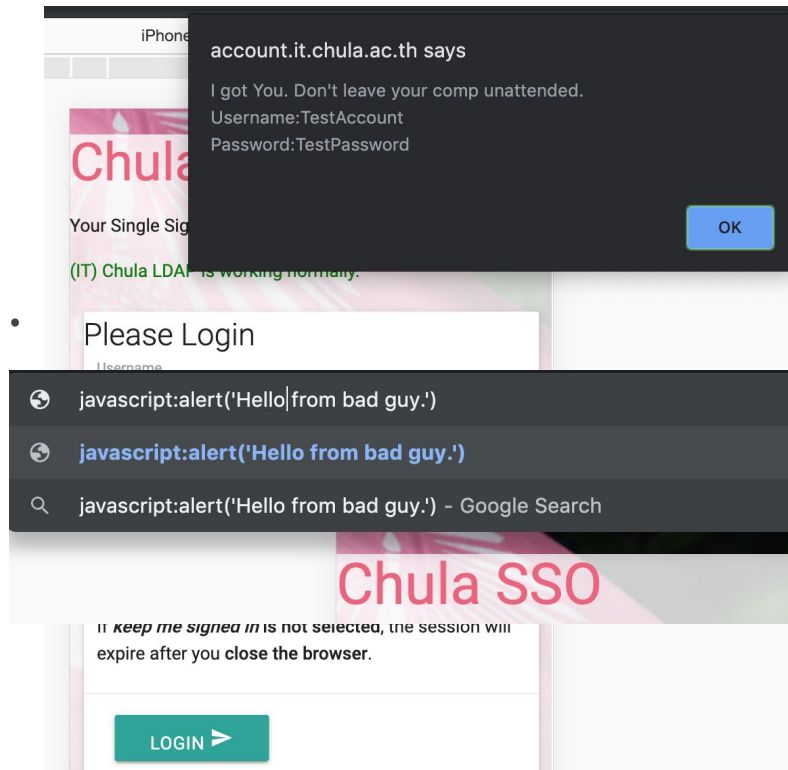 iPhone
account.it.chula.ac.th says
I got You. Don't leave your comp unattended.
Username:TestAccount
Password:TestPassword
OK
Chula
Your Single Sig
(IT) Chula LDAP is working normally.
Please Login
Username
javascript:alert('Hello from bad guy.')
javascript:alert('Hello from bad guy.')
javascript:alert('Hello from bad guy.') - Google Search
Chula SSO
If keep me signed in is not selected, the session will
expire after you close the browser.
LOGIN